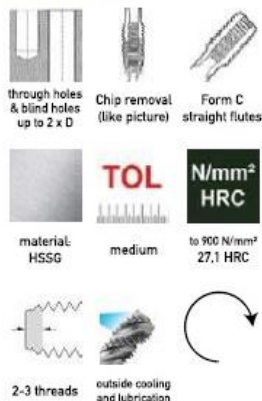 through holes
& blind holes
up to 2 x D
Chip removal
(like picture)
Form C
straight flutes
TOL
N/mm²
HRC
material:
HSSG
medium
to 900 N/mm²
27,1 HRC
2-3 threads
outside cooling
and lubrication